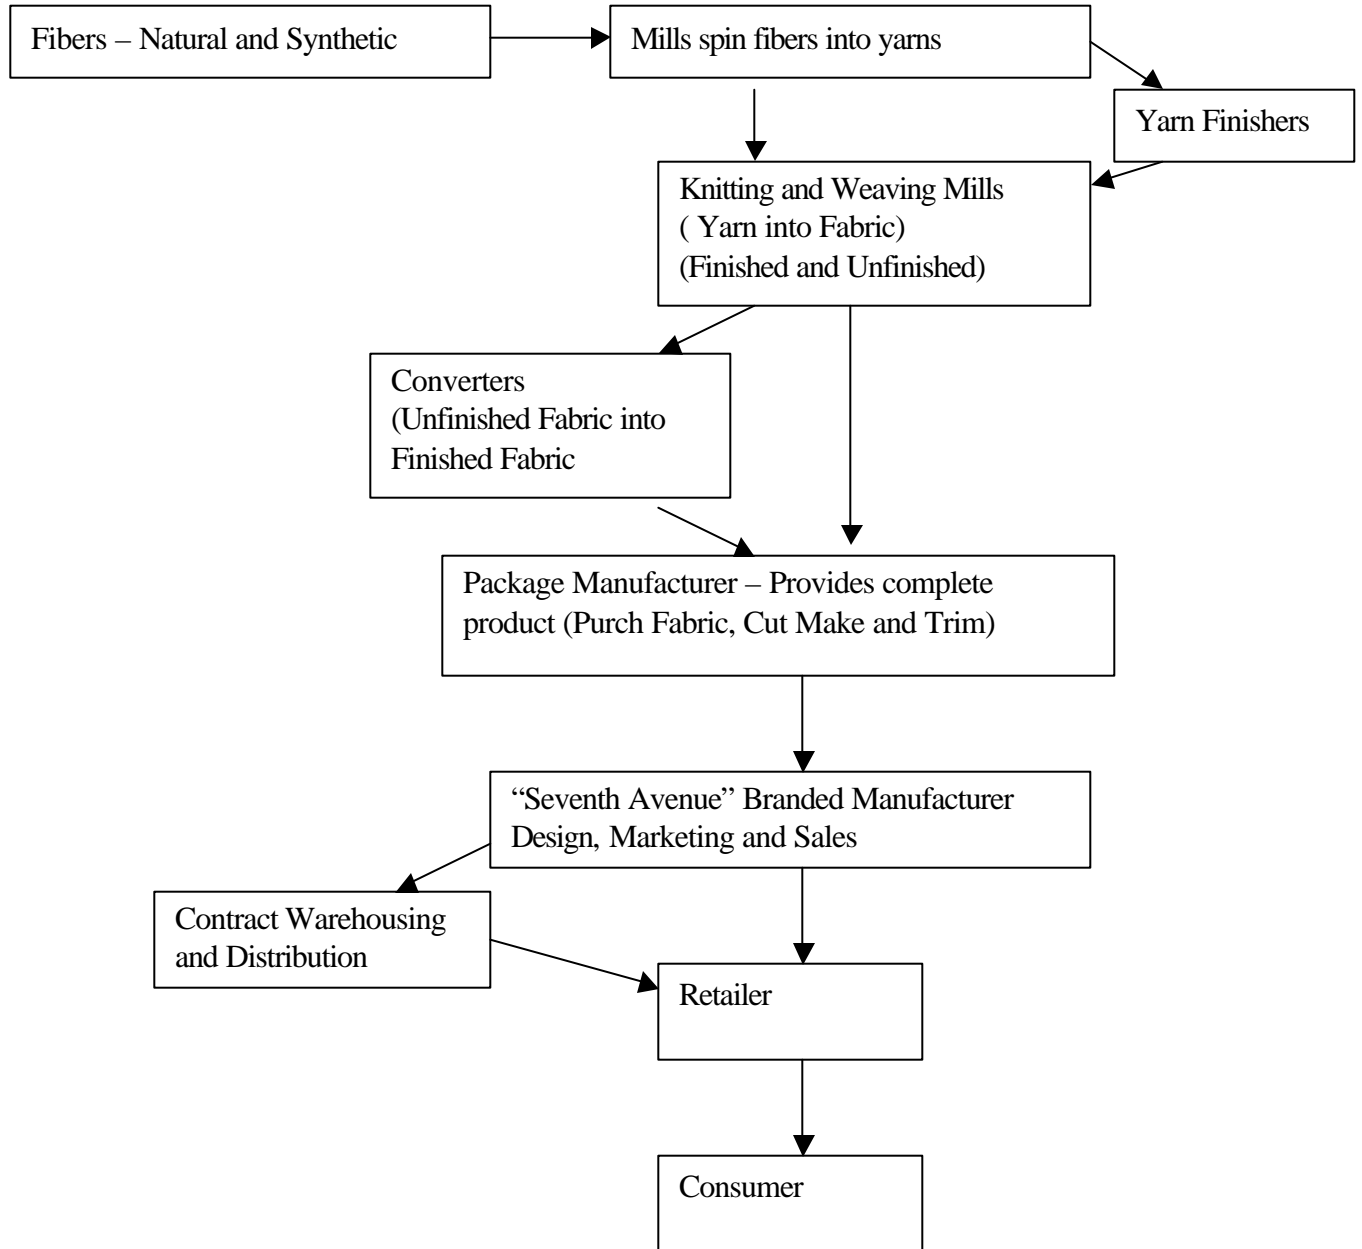 Fibers – Natural and Synthetic
Mills spin fibers into yarns
Yarn Finishers
Knitting and Weaving Mills
( Yarn into Fabric)
(Finished and Unfinished)
Converters
(Unfinished Fabric into
Finished Fabric
Package Manufacturer – Provides complete
product (Purch Fabric, Cut Make and Trim)
“Seventh Avenue” Branded Manufacturer
Design, Marketing and Sales
Contract Warehousing
and Distribution
Retailer
Consumer